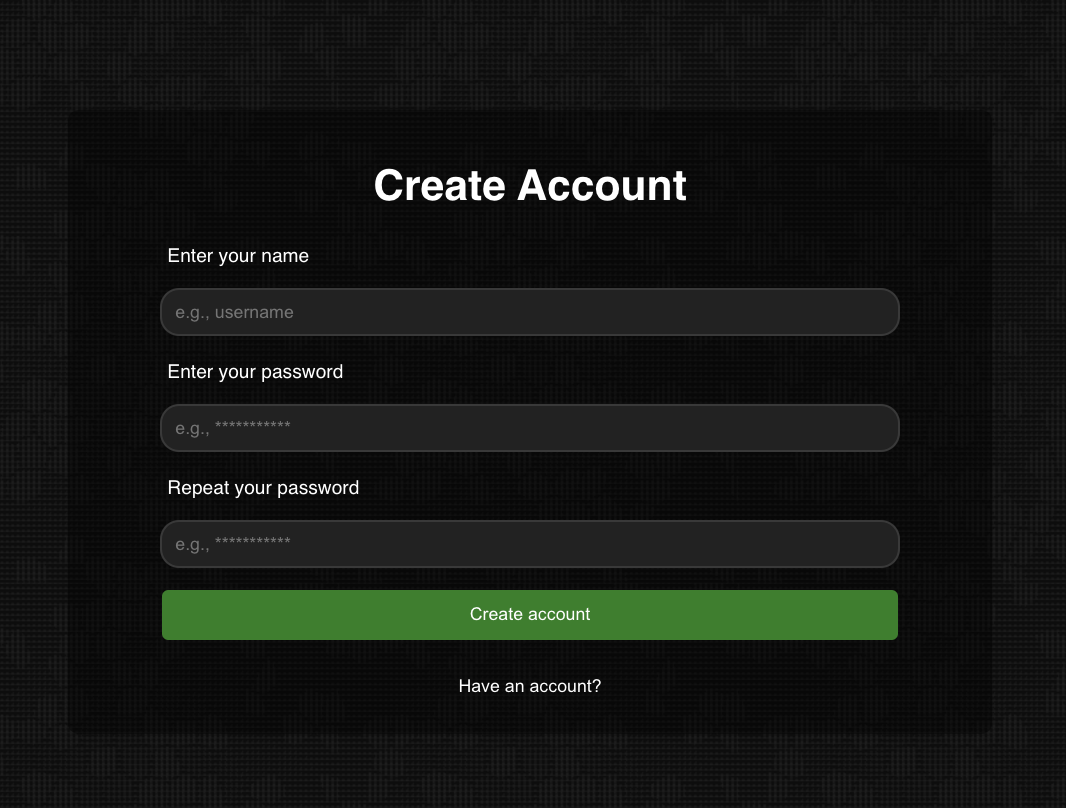 Create Account
Enter your name
e.g., username
Enter your password
e.g., ***********
Repeat your password
e.g., ***********
Create account
Have an account?